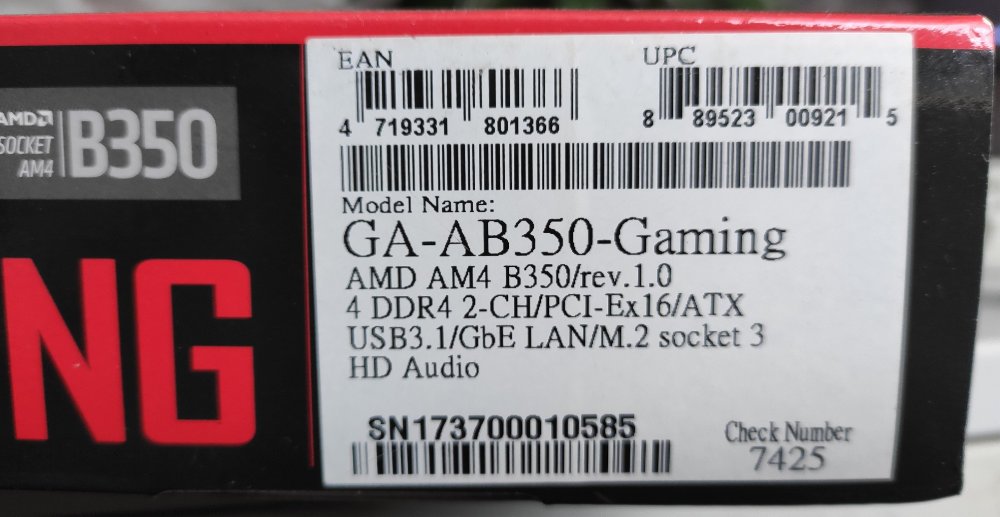 AMD
SOCKET
AM4
B350
NG
EAN
4 719331 801366
UPC
8 89523 00921 5
Model Name:
GA-AB350-Gaming
AMD AM4 B350/rev.1.0
4 DDR4 2-CH/PCI-Ex16/ATX
USB3.1/GbE LAN/M.2 socket 3
HD Audio
SN173700010585
Check Number
7425